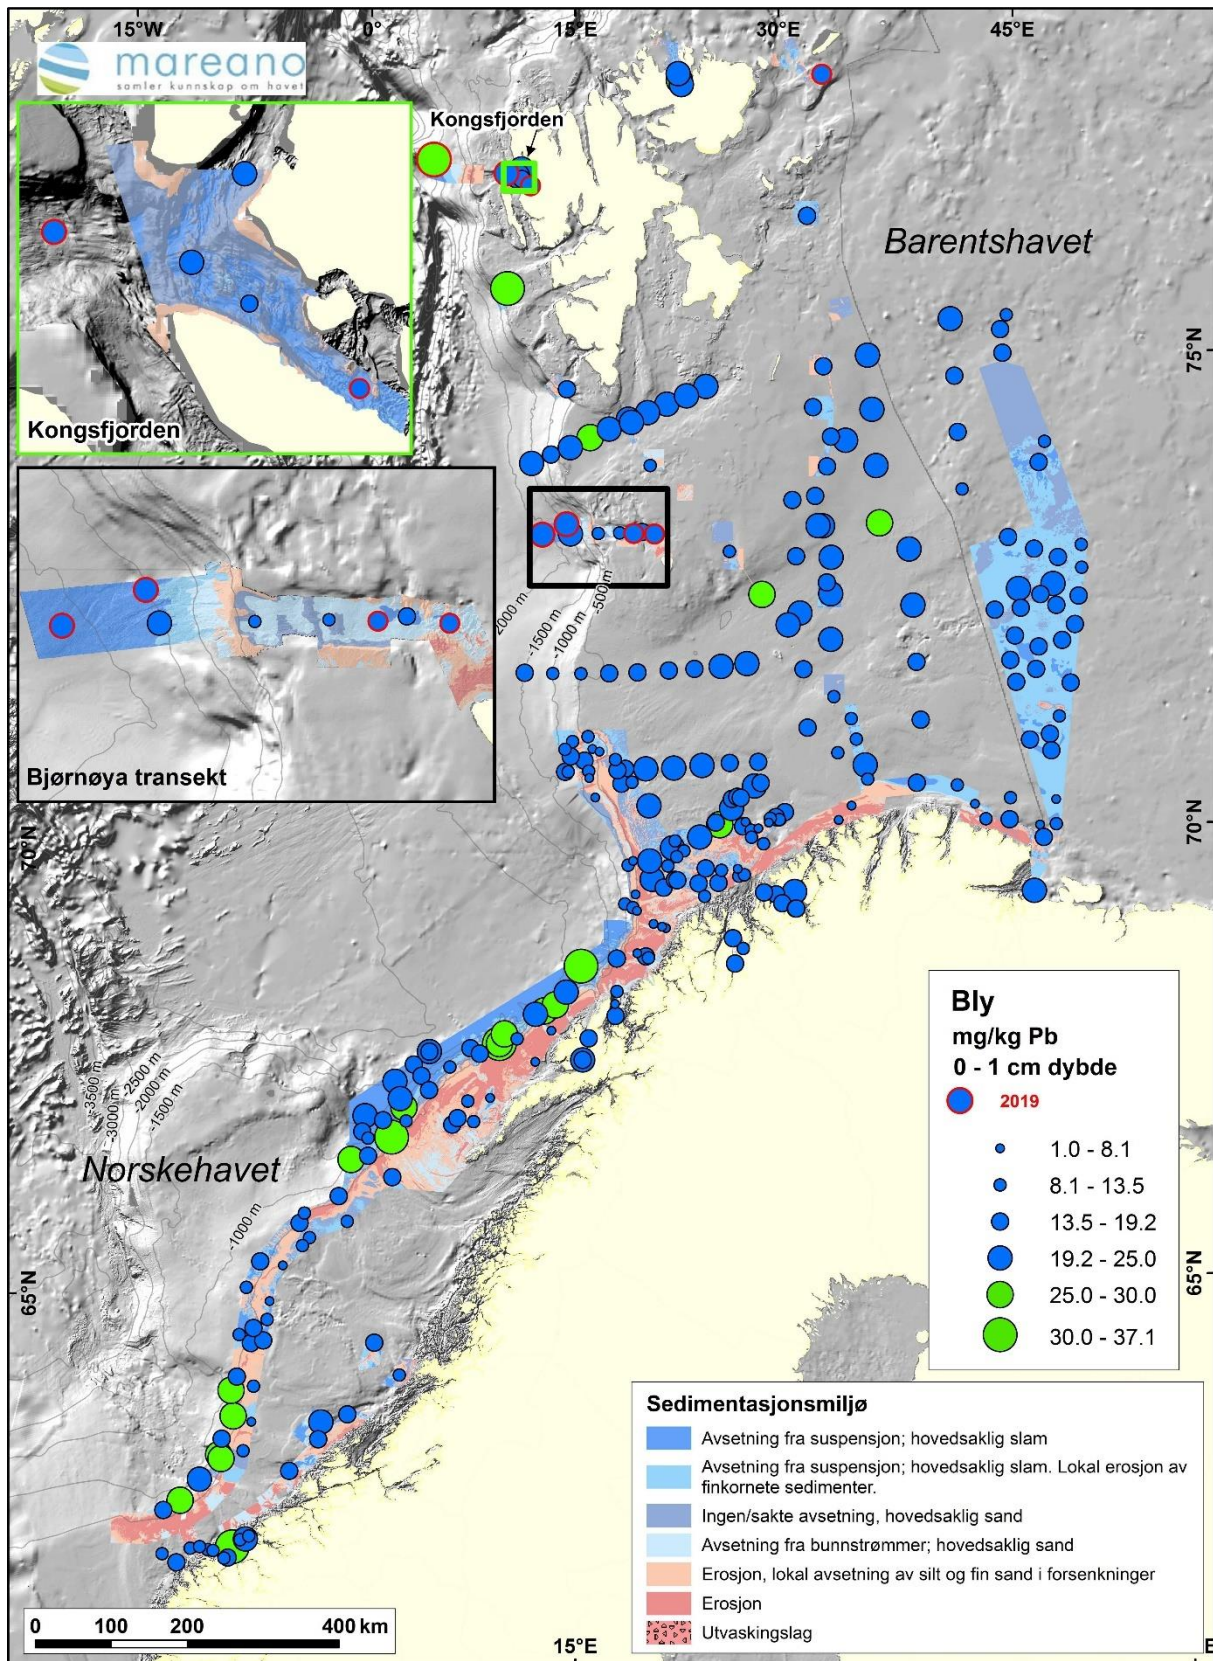 15°W 0° 15°E 30°E 45°E
mareano
samler kunnskap om havet
Kongsfjorden
Barentshavet
75°N
Kongsfjorden
-500 m
-1000 m
-1500 m
2000 m
Bjørnøya transekt
70°N
70°N
Bly
mg/kg Pb
0 - 1 cm dybde
2019
1.0 - 8.1
8.1 - 13.5
13.5 - 19.2
19.2 - 25.0
25.0 - 30.0
30.0 - 37.1
-3500 m
-3000 m
-2500 m
-2000 m
-1500 m
Norskehavet
-1000 m
65°N
65°N
Sedimentasjonsmiljø
Avsetning fra suspensjon; hovedsaklig slam
Avsetning fra suspensjon; hovedsaklig slam. Lokal erosjon av
finkornete sedimenter.
Ingen/sakte avsetning, hovedsaklig sand
Avsetning fra bunnstrømmer; hovedsaklig sand
Erosjon, lokal avsetning av silt og fin sand i forsenkninger
Erosjon
Utvaskingslag
0 100 200 400 km
15°E